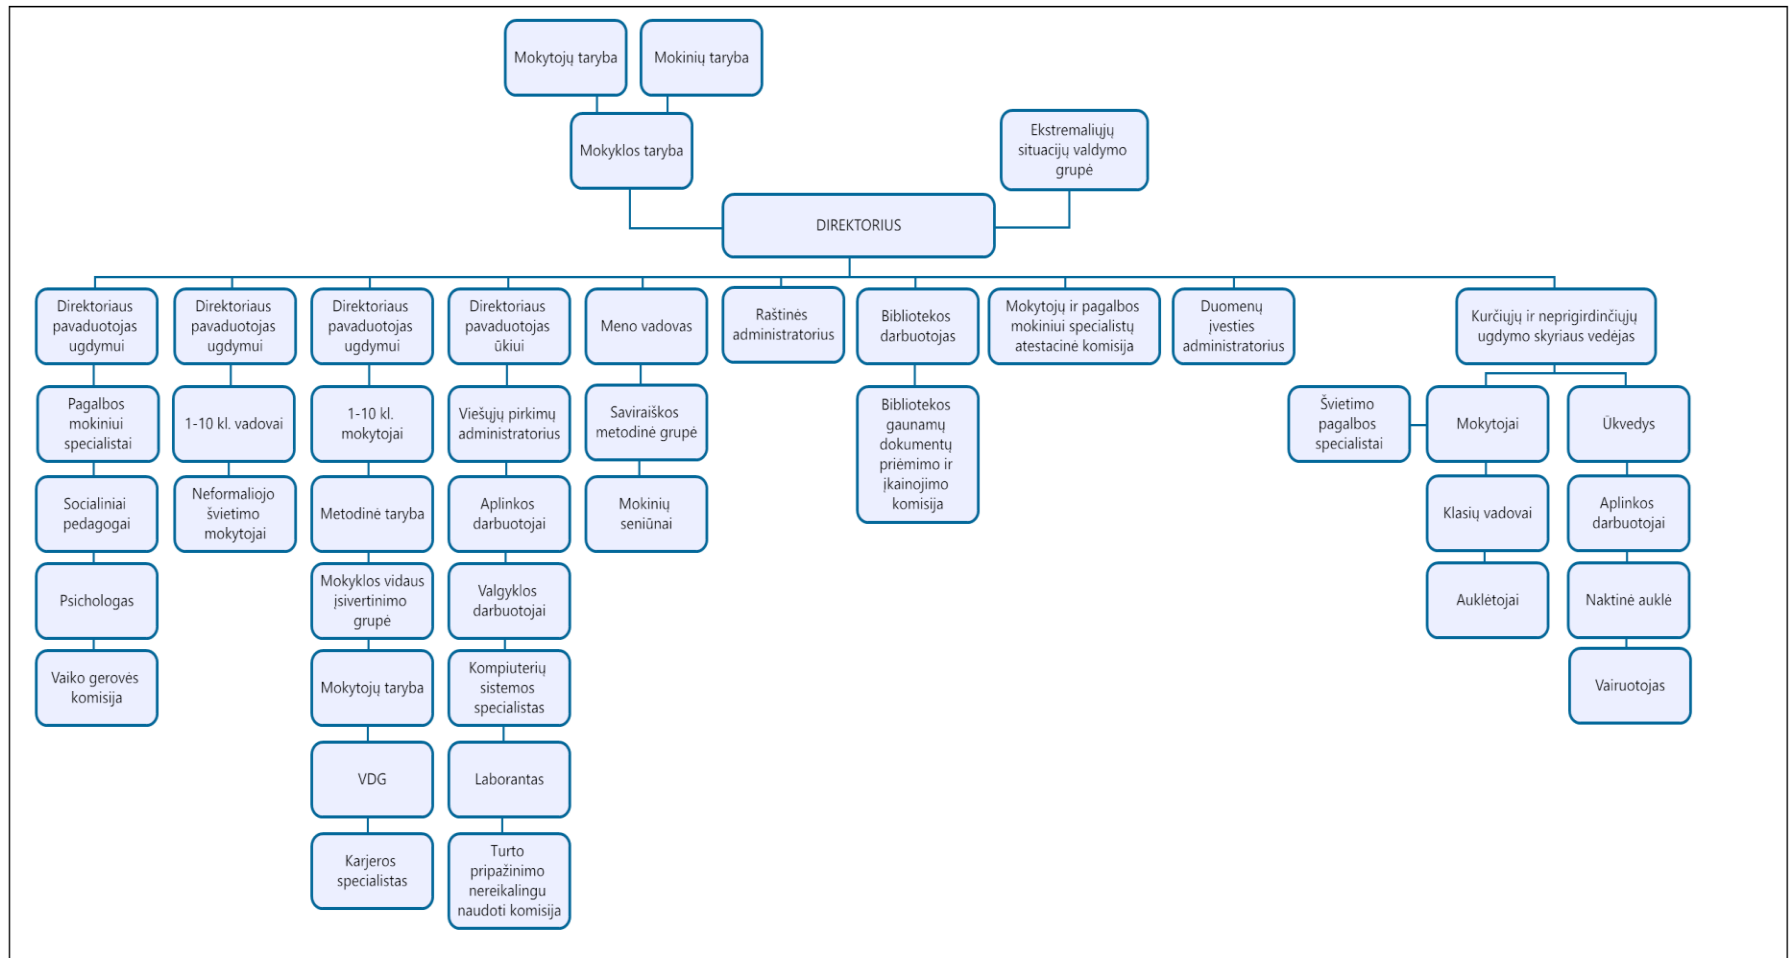 Mokytojų taryba
Mokinių taryba
Mokyklos taryba
Ekstremaliųjų
situacijų valdymo
grupė
DIREKTORIUS
Direktoriaus
pavaduotojas
ugdymui
Direktoriaus
pavaduotojas
ugdymui
Direktoriaus
pavaduotojas
ugdymui
Direktoriaus
pavaduotojas
ūkiui
Meno vadovas
Raštinės
administratorius
Bibliotekos
darbuotojas
Mokytojų ir pagalbos
mokiniui specialistų
atestacinė komisija
Duomenų
įvesties
administratorius
Kurčiųjų ir neprigirdinčiųjų
ugdymo skyriaus vedėjas
Pagalbos
mokiniui
specialistai
1-10 kl. vadovai
1-10 kl.
mokytojai
Viešųjų pirkimų
administratorius
Saviraiškos
metodinė grupė
Bibliotekos
gaunamų
dokumentų
priėmimo ir
įkainojimo
komisija
Švietimo
pagalbos
specialistai
Mokytojai
Ūkvedys
Socialiniai
pedagogai
Neformaliojo
švietimo
mokytojai
Metodinė taryba
Aplinkos
darbuotojai
Mokinių
seniūnai
Klasių vadovai
Aplinkos
darbuotojai
Psichologas
Mokyklos vidaus
įsivertinimo
grupė
Valgyklos
darbuotojai
Auklėtojai
Naktinė auklė
Vaiko gerovės
komisija
Mokytojų taryba
Kompiuterių
sistemos
specialistas
Vairuotojas
VDG
Laborantas
Karjeros
specialistas
Turto
pripažinimo
nereikalingu
naudoti komisija